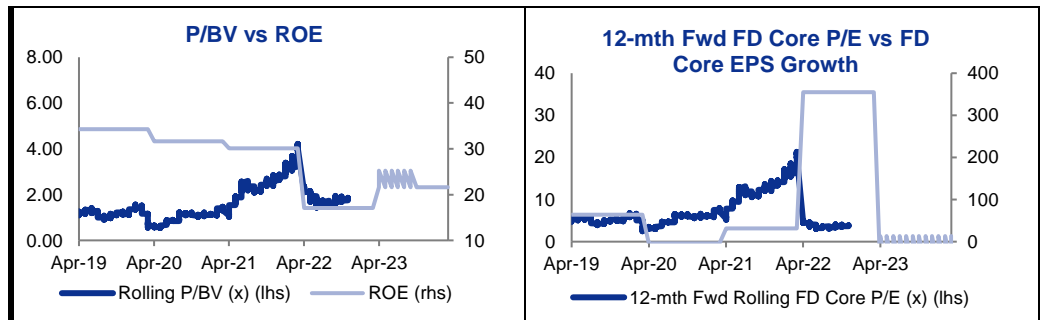 P/BV vs ROE
8.00
6.00
4.00
2.00
0.00
50
40
30
20
10
Apr-19 Apr-20 Apr-21 Apr-22 Apr-23
Rolling P/BV (x) (lhs) ROE (rhs)
12-mth Fwd FD Core P/E vs FD
Core EPS Growth
40
30
20
10
0
400
300
200
100
0
Apr-19 Apr-20 Apr-21 Apr-22 Apr-23
12-mth Fwd Rolling FD Core P/E (x) (lhs)